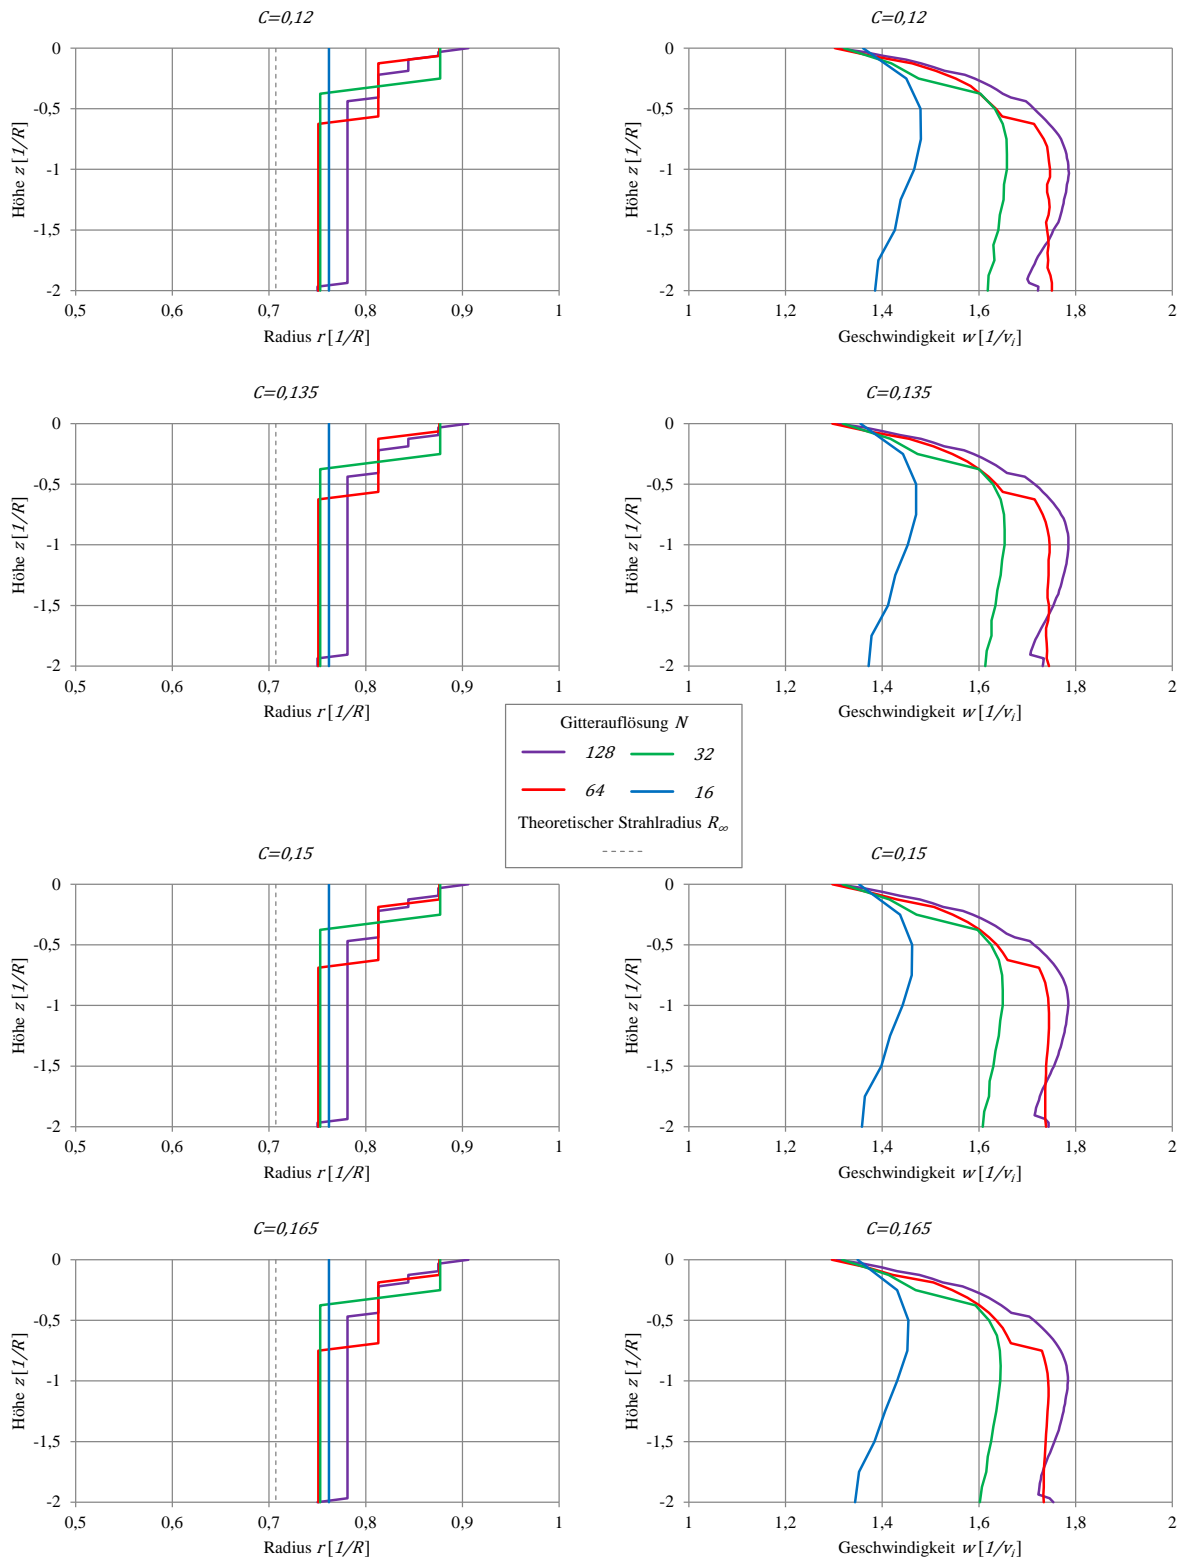 C=0,12
C=0,12
0
-0,5
-1
-1,5
-2
0,5 0,6 0,7 0,8 0,9 1
Höhe z [1/R]
Radius r [1/R]
0
-0,5
-1
-1,5
-2
1 1,2 1,4 1,6 1,8 2
Höhe z [1/R]
Geschwindigkeit w [1/v_i]
C=0,135
C=0,135
0
-0,5
-1
-1,5
-2
0,5 0,6 0,7 0,8 0,9 1
Höhe z [1/R]
Radius r [1/R]
0
-0,5
-1
-1,5
-2
1 1,2 1,4 1,6 1,8 2
Höhe z [1/R]
Geschwindigkeit w [1/v_i]
Gitterauflösung N
128 32
64 16
Theoretischer Strahlradius R∞
C=0,15
C=0,15
0
-0,5
-1
-1,5
-2
0,5 0,6 0,7 0,8 0,9 1
Höhe z [1/R]
Radius r [1/R]
0
-0,5
-1
-1,5
-2
1 1,2 1,4 1,6 1,8 2
Höhe z [1/R]
Geschwindigkeit w [1/v_i]
C=0,165
C=0,165
0
-0,5
-1
-1,5
-2
0,5 0,6 0,7 0,8 0,9 1
Höhe z [1/R]
Radius r [1/R]
0
-0,5
-1
-1,5
-2
1 1,2 1,4 1,6 1,8 2
Höhe z [1/R]
Geschwindigkeit w [1/v_i]